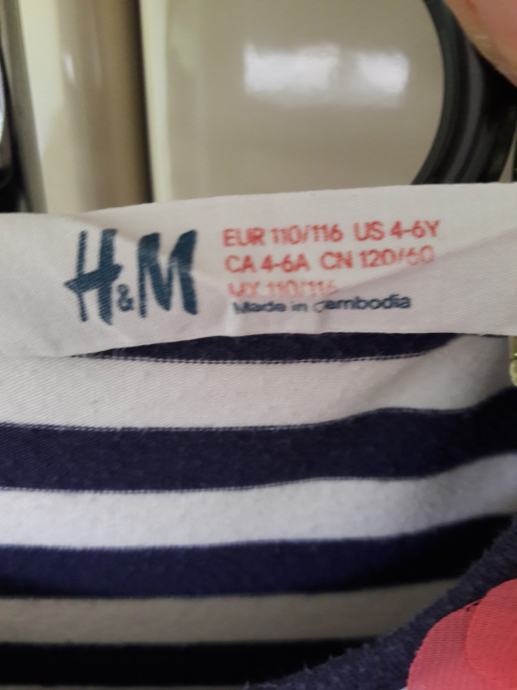 H&M
EUR 110/116 US 4-6Y
CA 4-6A CN 120/60
MX 110/116
Made in Cambodia